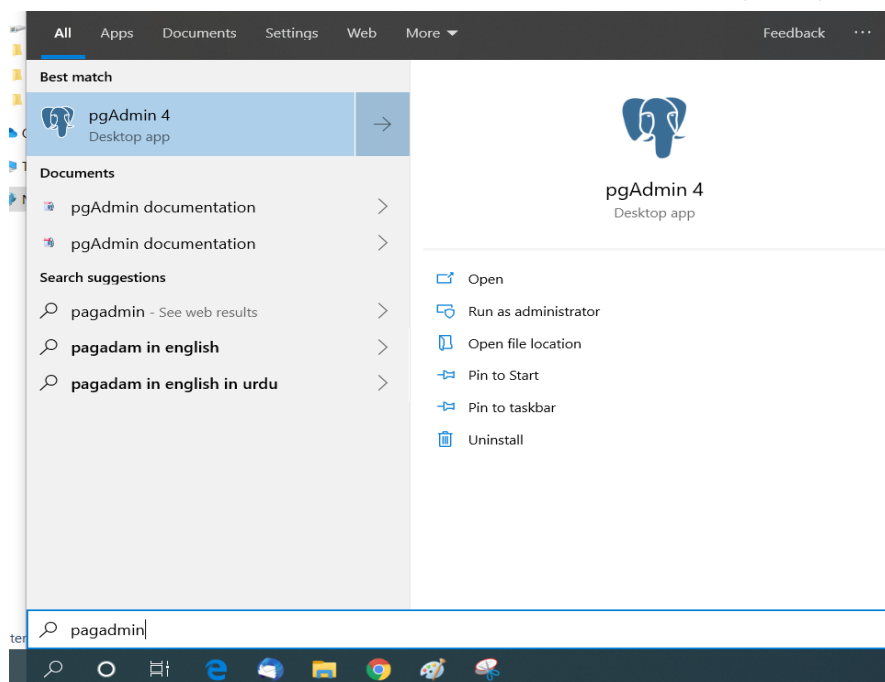 All Apps Documents Settings Web More Feedback ...
Best match
pgAdmin 4
Desktop app
Documents
pgAdmin documentation
pgAdmin documentation
Search suggestions
pagadmin - See web results
pagadam in english
pagadam in english in urdu
pgAdmin 4
Desktop app
Open
Run as administrator
Open file location
Pin to Start
Pin to taskbar
Uninstall
ter
pagadmin